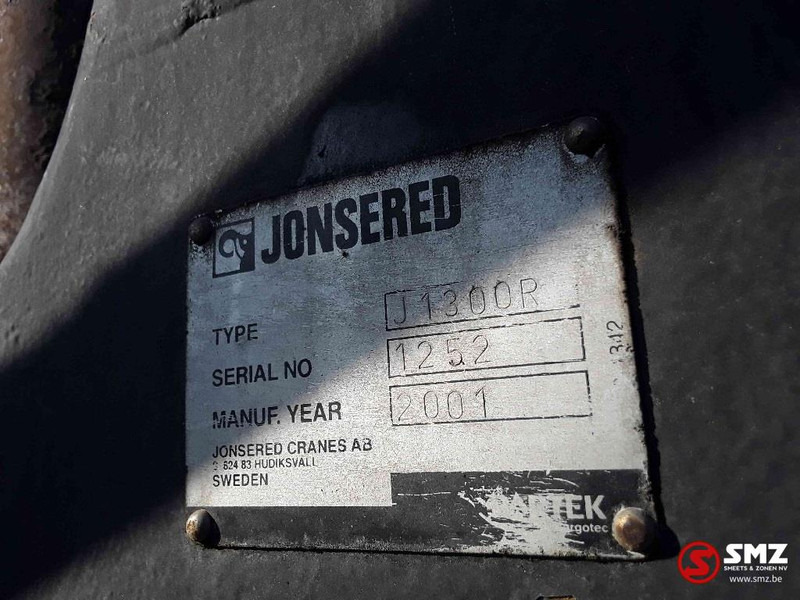 JONSERED
TYPE J1300R
SERIAL NO 1252
MANUF. YEAR 2001
JONSERED CRANES AB
824 83 HUDIKSVALL
SWEDEN
SMZ
SMEETS & ZONEN NV
www.smz.be